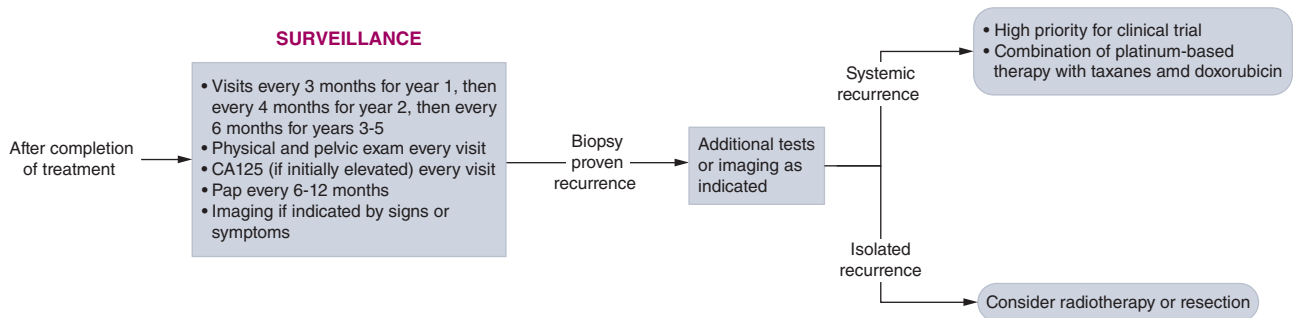 SURVEILLANCE
After completion
of treatment
• Visits every 3 months for year 1, then
every 4 months for year 2, then every
6 months for years 3-5
• Physical and pelvic exam every visit
• CA125 (if initially elevated) every visit
• Pap every 6-12 months
• Imaging if indicated by signs or
symptoms
Biopsy
proven
recurrence
Additional tests
or imaging as
indicated
Systemic
recurrence
• High priority for clinical trial
• Combination of platinum-based
therapy with taxanes amd doxorubicin
Isolated
recurrence
Consider radiotherapy or resection